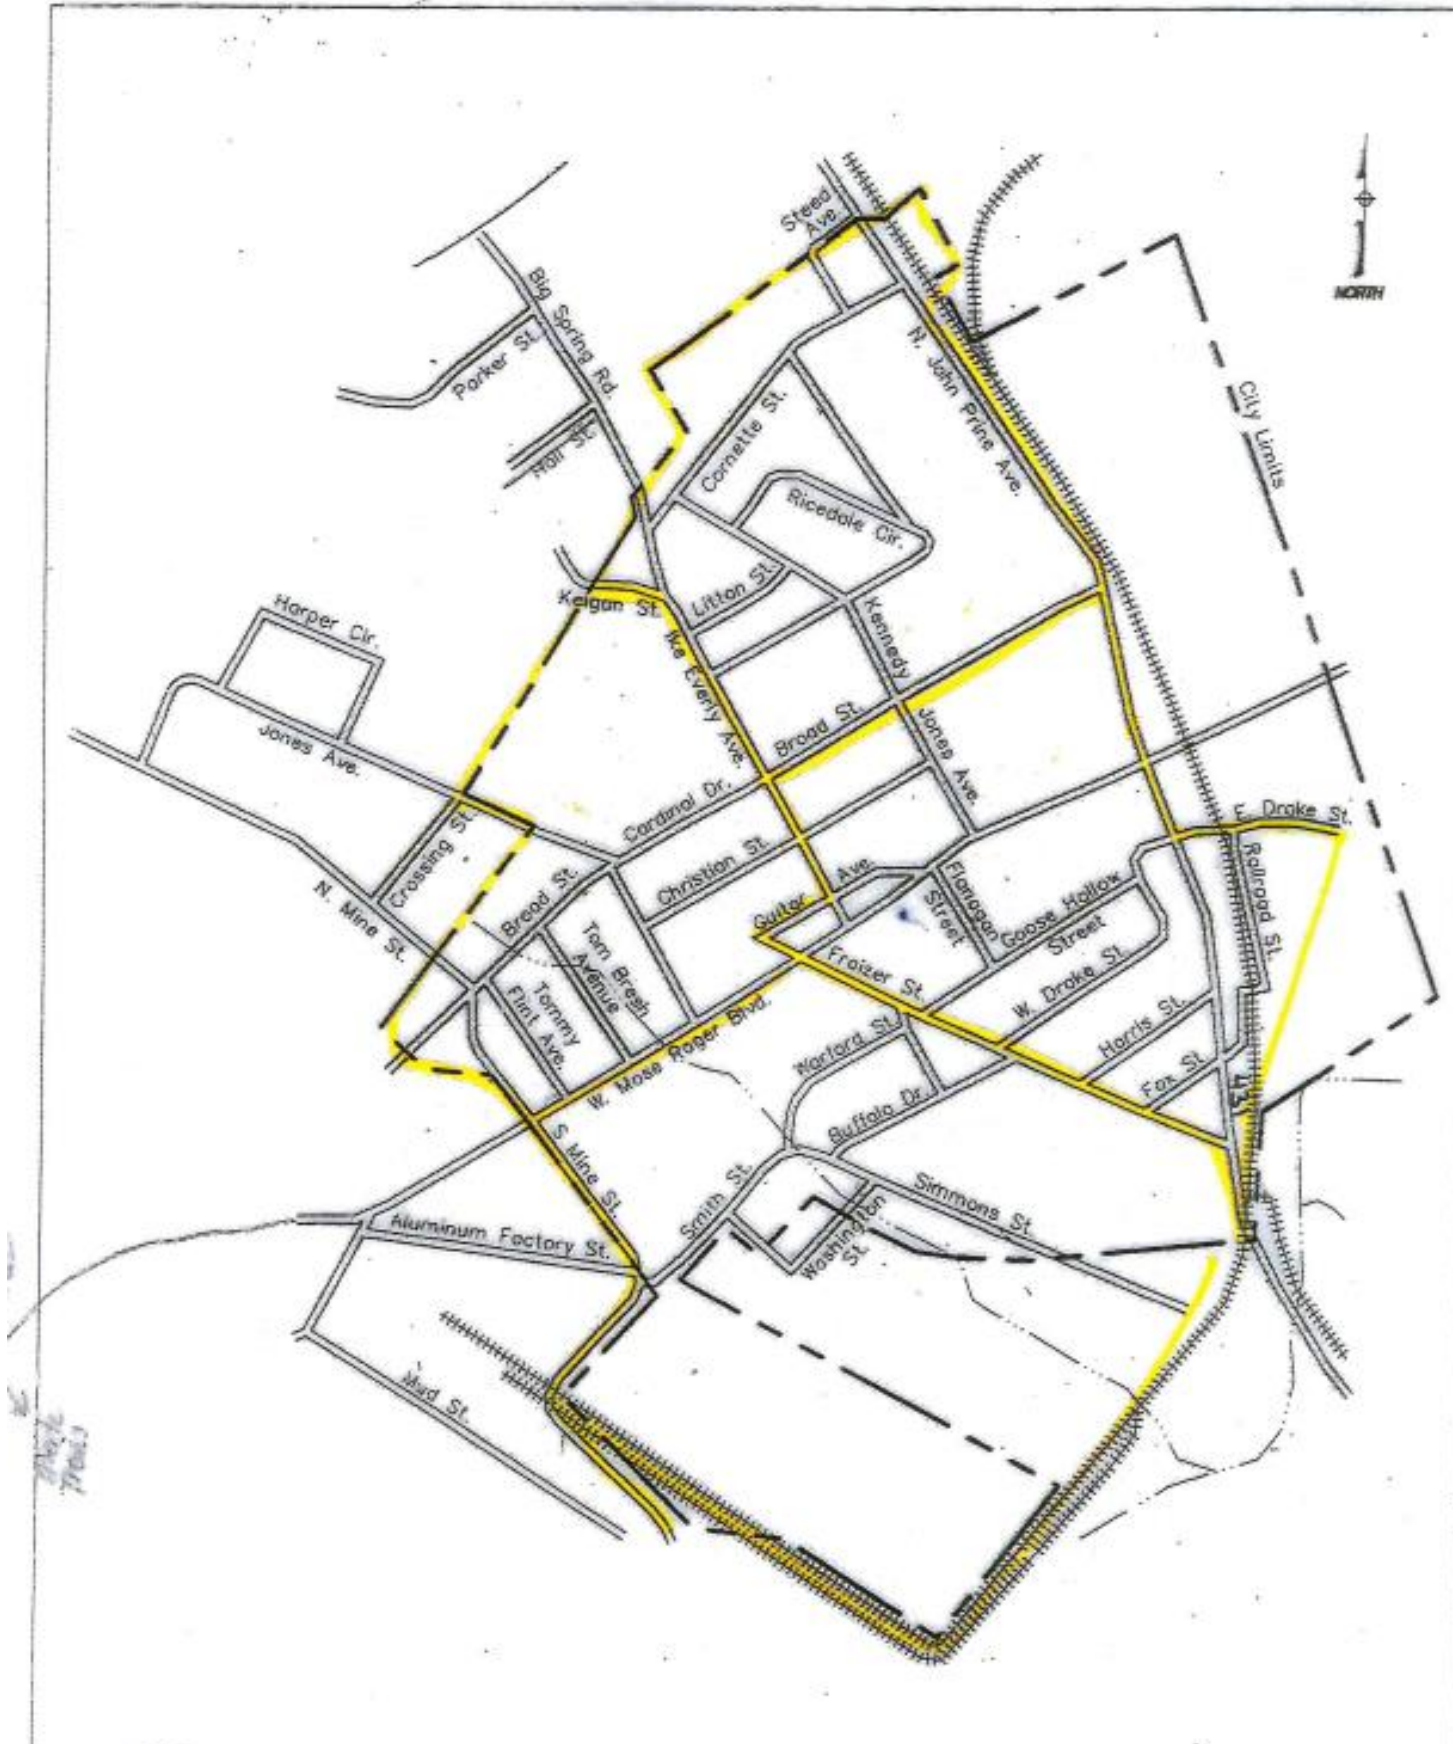 NORTH
Steed
Ave.
Big Spring Rd.
Parker St.
Hall St.
N. John Prine Ave.
City Limits
Cornette St.
Ricedale Cir.
Litton St.
Kelgan St.
Harper Cir.
Kennedy
Ike Everly Ave.
Jones Ave.
Broad St.
Jones Ave.
Cardinal Dr.
E. Drake St.
Crossing St.
Christian St.
Railroad St.
N. Mine St.
Broad St.
Guitar Ave.
Flanagan
Street
Goose Hollow
Street
Tom Bresh
Avenue
Tommy
Flint Ave.
Fraizer St.
W. Drake St.
W. Mose Rager Blvd.
Warford St.
Harris St.
Fox St.
431
Buffalo Dr.
S Mine St.
Smith St.
Simmons St.
Washington
St.
Aluminum Factory St.
Mud St.